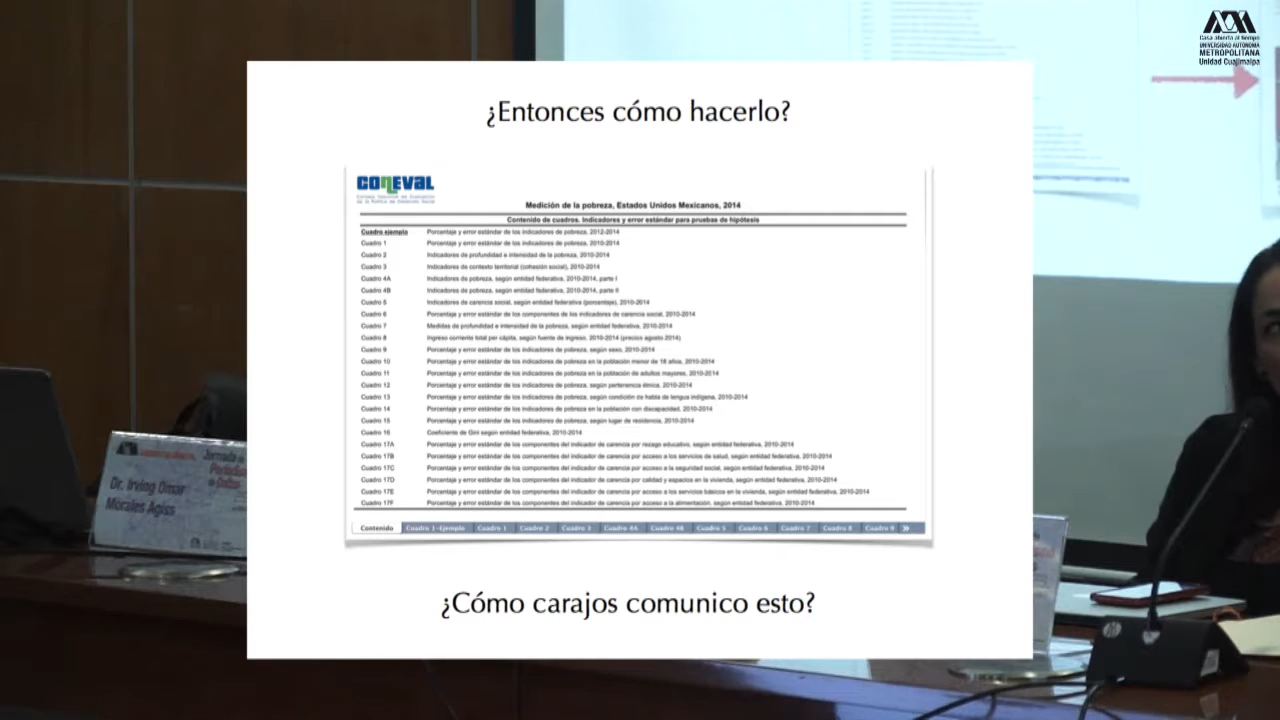 Casa abierta al tiempo
UNIVERSIDAD AUTÓNOMA
METROPOLITANA
Unidad Cuajimalpa
¿Entonces cómo hacerlo?
CONEVAL
Consejo Nacional de Evaluación
de la Política de Desarrollo Social
Medición de la pobreza, Estados Unidos Mexicanos, 2014
Contenido de cuadros. Indicadores y error estándar para pruebas de hipótesis
Cuadro ejemplo Porcentaje y error estándar de los indicadores de pobreza, 2012-2014
Cuadro 1 Porcentaje y error estándar de los indicadores de pobreza, 2010-2014
Cuadro 2 Indicadores de profundidad e intensidad de la pobreza, 2010-2014
Cuadro 3 Indicadores de contexto territorial (cohesión social), 2010-2014
Cuadro 4A Indicadores de pobreza, según entidad federativa, 2010-2014, parte I
Cuadro 4B Indicadores de pobreza, según entidad federativa, 2010-2014, parte II
Cuadro 5 Indicadores de carencia social, según entidad federativa (porcentaje), 2010-2014
Cuadro 6 Porcentaje y error estándar de los componentes de los indicadores de carencia social, 2010-2014
Cuadro 7 Medidas de profundidad e intensidad de la pobreza, según entidad federativa, 2010-2014
Cuadro 8 Ingreso corriente total per cápita, según fuente de ingreso, 2010-2014 (precios agosto 2014)
Cuadro 9 Porcentaje y error estándar de los indicadores de pobreza, según sexo, 2010-2014
Cuadro 10 Porcentaje y error estándar de los indicadores de pobreza en la población menor de 18 años, 2010-2014
Cuadro 11 Porcentaje y error estándar de los indicadores de pobreza en la población de adultos mayores, 2010-2014
Cuadro 12 Porcentaje y error estándar de los indicadores de pobreza, según pertenencia étnica, 2010-2014
Cuadro 13 Porcentaje y error estándar de los indicadores de pobreza, según condición de habla de lengua indígena, 2010-2014
Cuadro 14 Porcentaje y error estándar de los indicadores de pobreza en la población con discapacidad, 2010-2014
Cuadro 15 Porcentaje y error estándar de los indicadores de pobreza, según lugar de residencia, 2010-2014
Cuadro 16 Coeficiente de Gini según entidad federativa, 2010-2014
Cuadro 17A Porcentaje y error estándar de los componentes del indicador de carencia por rezago educativo, según entidad federativa, 2010-2014
Cuadro 17B Porcentaje y error estándar de los componentes del indicador de carencia por acceso a los servicios de salud, según entidad federativa, 2010-2014
Cuadro 17C Porcentaje y error estándar de los componentes del indicador de carencia por acceso a la seguridad social, según entidad federativa, 2010-2014
Cuadro 17D Porcentaje y error estándar de los componentes del indicador de carencia por calidad y espacios en la vivienda, según entidad federativa, 2010-2014
Cuadro 17E Porcentaje y error estándar de los componentes del indicador de carencia por acceso a los servicios básicos en la vivienda, según entidad federativa, 2010-2014
Cuadro 17F Porcentaje y error estándar de los componentes del indicador de carencia por acceso a la alimentación, según entidad federativa, 2010-2014
Contenido Cuadro 1-Ejemplo Cuadro 1 Cuadro 2 Cuadro 3 Cuadro 4A Cuadro 4B Cuadro 5 Cuadro 6 Cuadro 7 Cuadro 8 Cuadro 9 »
¿Cómo carajos comunico esto?
Jornada de
Periodismo
de Datos
Dr. Irving Omar
Morales Agiss